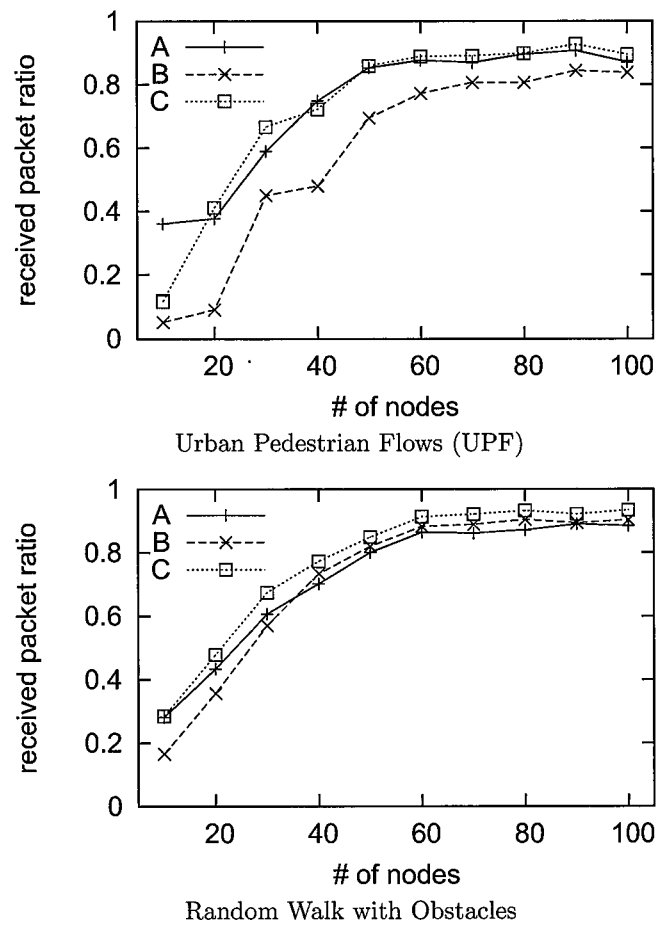 1
A
B
C
0.8
0.6
0.4
0.2
0
received packet ratio
20
40
60
80
100
# of nodes
Urban Pedestrian Flows (UPF)
1
A
B
C
0.8
0.6
0.4
0.2
0
received packet ratio
20
40
60
80
100
# of nodes
Random Walk with Obstacles